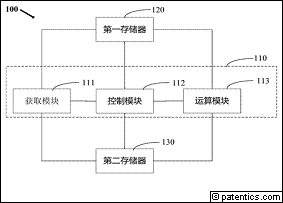 100
120
第一存储器
110
111
112
113
获取模块
控制模块
运算模块
130
第二存储器
© patentics.com